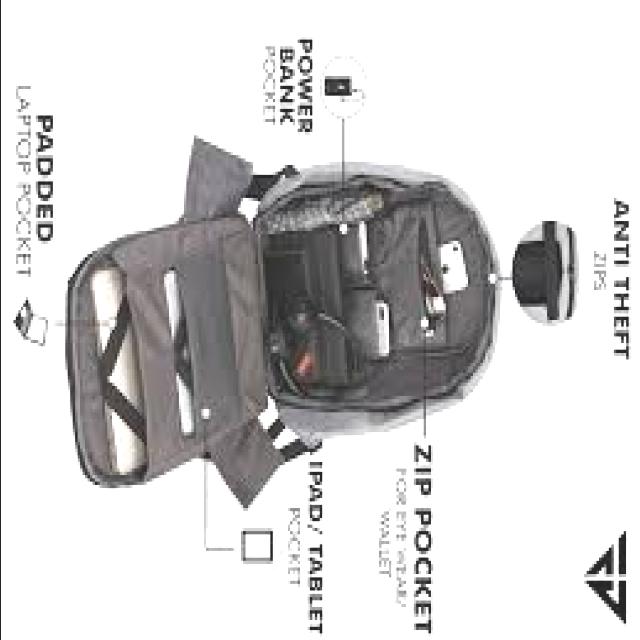 ANTI THEFT
ZIPS
POWER
BANK
POCKET
ZIP POCKET
FOR EYE WEAR/
WALLET
IPAD/ TABLET
POCKET
PADDED
LAPTOP POCKET